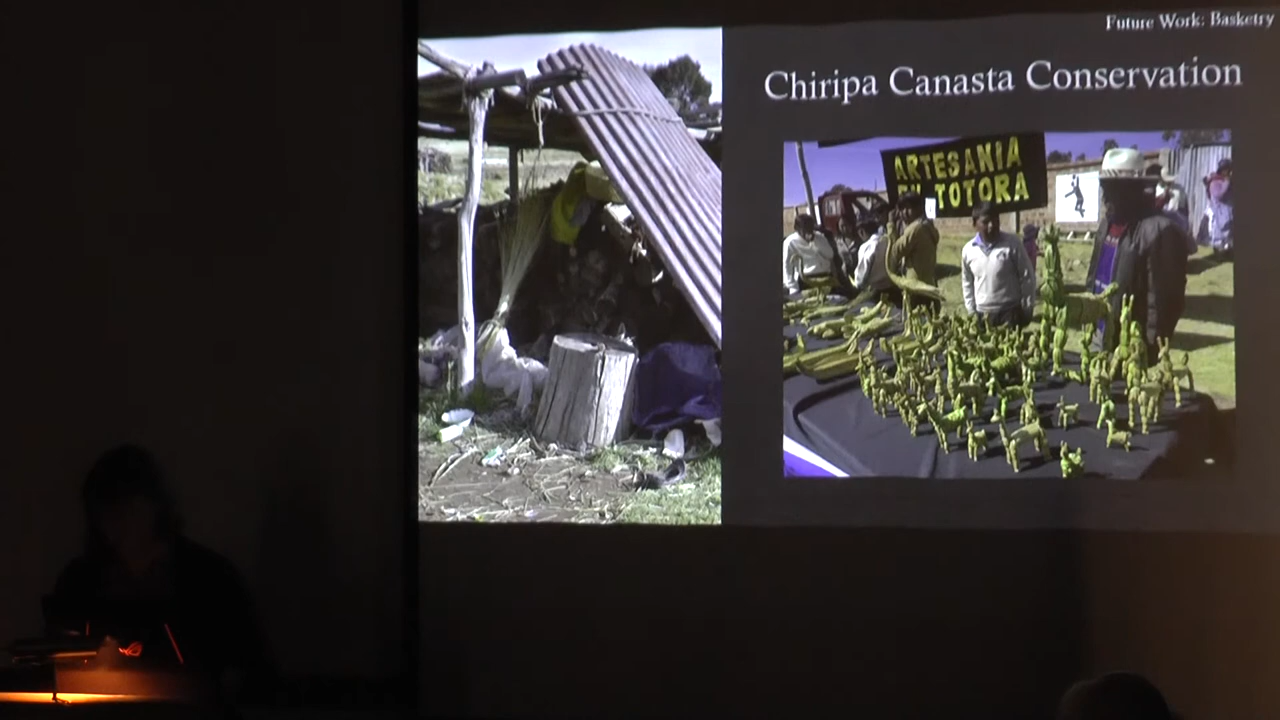 Future Work: Basketry
Chiripa Canasta Conservation
ARTESANIA
EN TOTORA